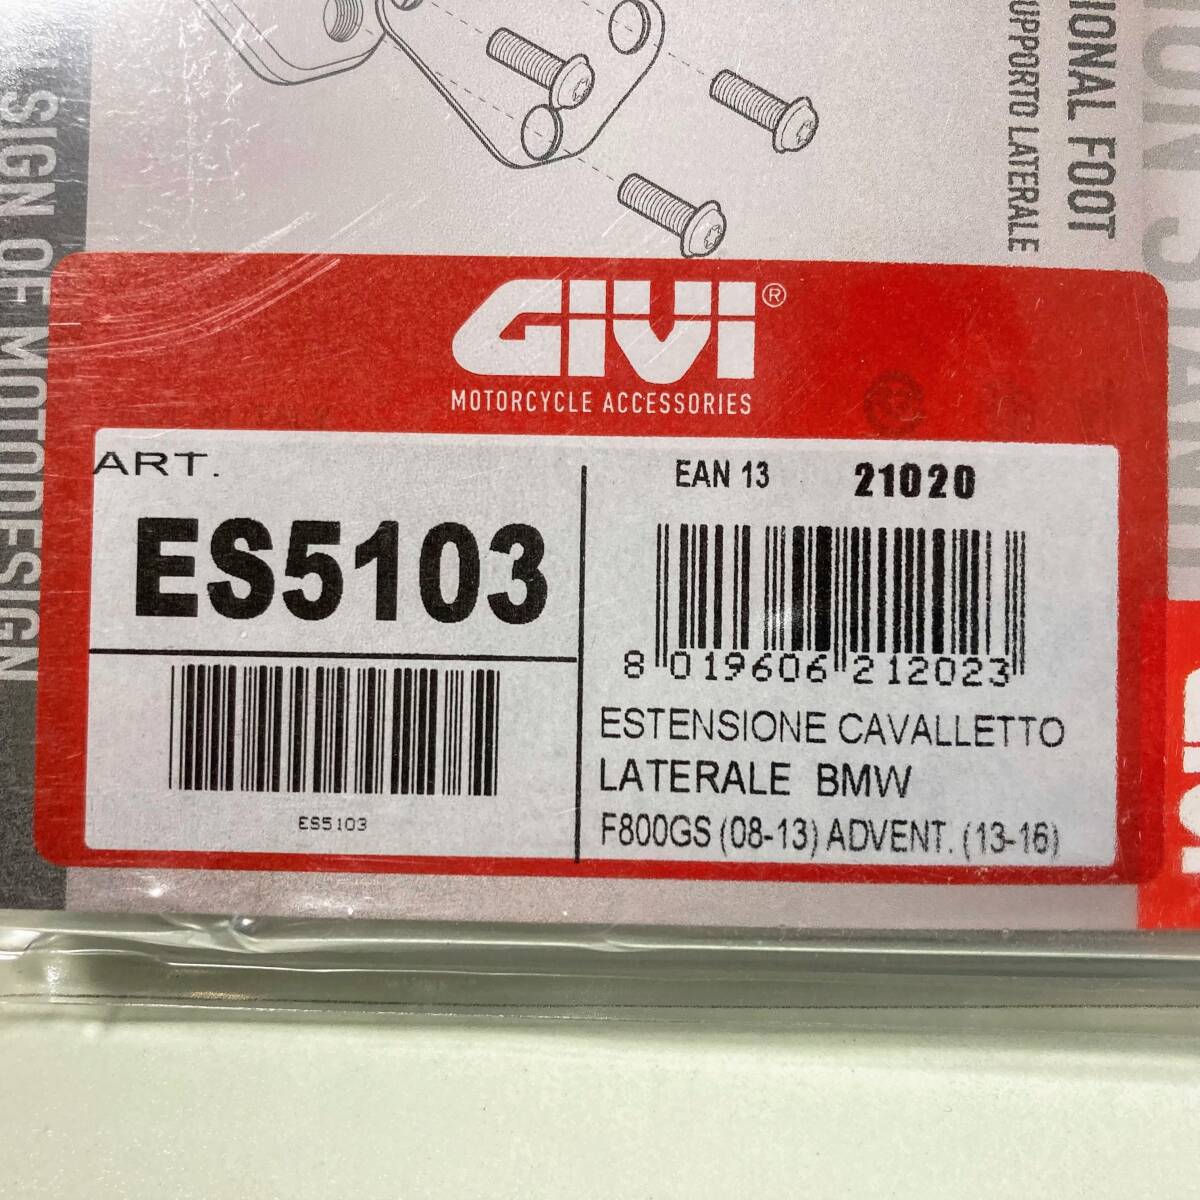 SIGN OF MOTODESIGN
IONAL FOOT
UPPORTO LATERALE
GIVI®
MOTORCYCLE ACCESSORIES
ART.
ES5103
ES5103
EAN 13 21020
8 019606 212023
ESTENSIONE CAVALLETTO
LATERALE BMW
F800GS (08-13) ADVENT. (13-16)